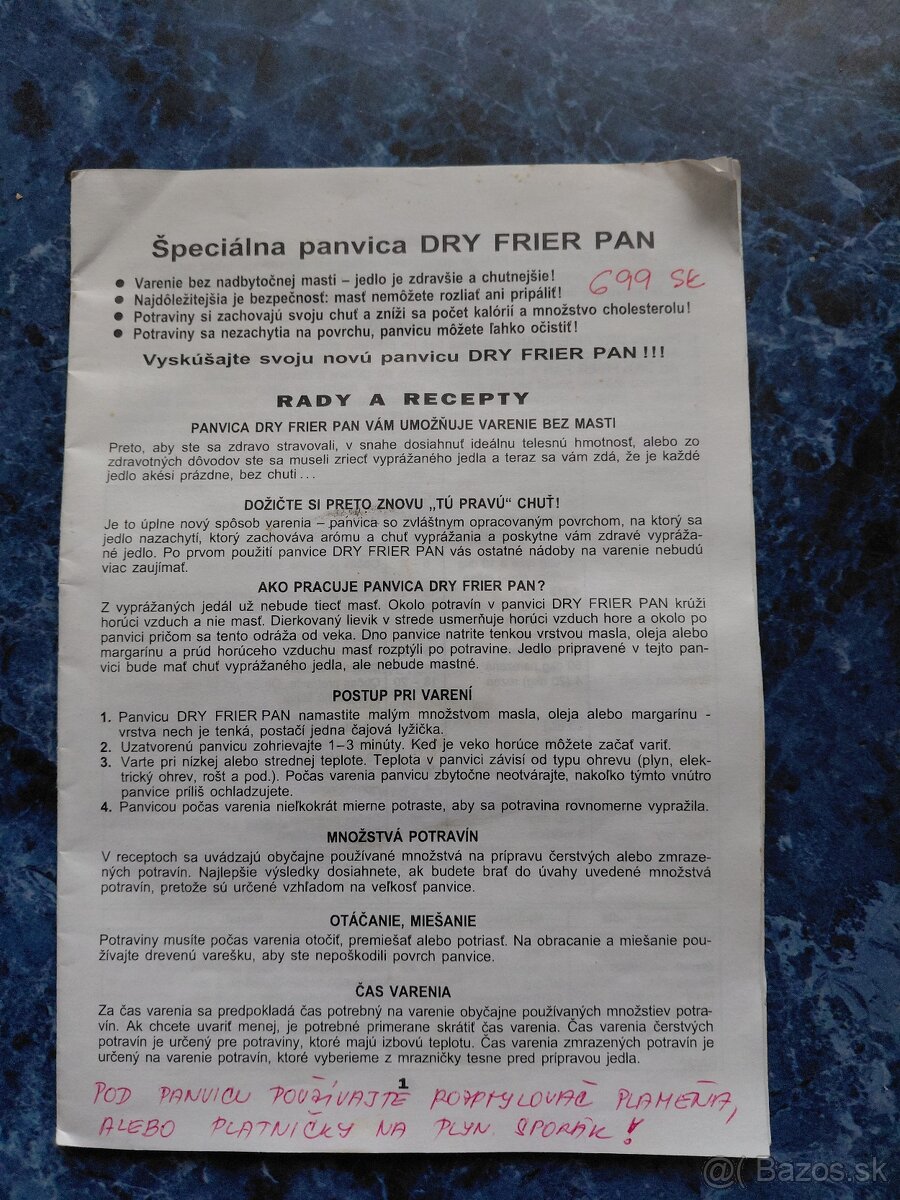 Špeciálna panvica DRY FRIER PAN
● Varenie bez nadbytočnej masti – jedlo je zdravšie a chutnejšie!
699 SK
● Najdôležitejšia je bezpečnosť: masť nemôžete rozliať ani pripáliť!
● Potraviny si zachovajú svoju chuť a zníži sa počet kalórií a množstvo cholesterolu!
● Potraviny sa nezachytia na povrchu, panvicu môžete ľahko očistiť!
Vyskúšajte svoju novú panvicu DRY FRIER PAN!!!
RADY A RECEPTY
PANVICA DRY FRIER PAN VÁM UMOŽŇUJE VARENIE BEZ MASTI
Preto, aby ste sa zdravo stravovali, v snahe dosiahnuť ideálnu telesnú hmotnosť, alebo zo
zdravotných dôvodov ste sa museli zriecť vyprážaného jedla a teraz sa vám zdá, že je každé
jedlo akési prázdne, bez chuti...
DOŽIČTE SI PRETO ZNOVU „TÚ PRAVÚ" CHUŤ!
Je to úplne nový spôsob varenia – panvica so zvláštnym opracovaným povrchom, na ktorý sa
jedlo nazachytí, ktorý zachováva arómu a chuť vyprážania a poskytne vám zdravé vypráža-
né jedlo. Po prvom použití panvice DRY FRIER PAN vás ostatné nádoby na varenie nebudú
viac zaujímať.
AKO PRACUJE PANVICA DRY FRIER PAN?
Z vyprážaných jedál už nebude tiecť masť. Okolo potravín v panvici DRY FRIER PAN krúži
horúci vzduch a nie masť. Dierkovaný lievik v strede usmerňuje horúci vzduch hore a okolo po
panvici pričom sa tento odráža od veka. Dno panvice natrite tenkou vrstvou masla, oleja alebo
margarínu a prúd horúceho vzduchu masť rozptýli po potravine. Jedlo pripravené v tejto pan-
vici bude mať chuť vyprážaného jedla, ale nebude mastné.
POSTUP PRI VARENÍ
1. Panvicu DRY FRIER PAN namastite malým množstvom masla, oleja alebo margarínu -
vrstva nech je tenká, postačí jedna čajová lyžička.
2. Uzatvorenú panvicu zohrievajte 1–3 minúty. Keď je veko horúce môžete začať variť.
3. Varte pri nízkej alebo strednej teplote. Teplota v panvici závisí od typu ohrevu (plyn, elek-
trický ohrev, rošt a pod.). Počas varenia panvicu zbytočne neotvárajte, nakoľko týmto vnútro
panvice príliš ochladzujete.
4. Panvicou počas varenia nieľkokrát mierne potraste, aby sa potravina rovnomerne vypražila.
MNOŽSTVÁ POTRAVÍN
V receptoch sa uvádzajú obyčajne používané množstvá na prípravu čerstvých alebo zmraze-
ných potravín. Najlepšie výsledky dosiahnete, ak budete brať do úvahy uvedené množstvá
potravín, pretože sú určené vzhľadom na veľkosť panvice.
OTÁČANIE, MIEŠANIE
Potraviny musíte počas varenia otočiť, premiešať alebo potriasť. Na obracanie a miešanie pou-
žívajte drevenú varešku, aby ste nepoškodili povrch panvice.
ČAS VARENIA
Za čas varenia sa predpokladá čas potrebný na varenie obyčajne používaných množstiev potra-
vín. Ak chcete uvariť menej, je potrebné primerane skrátiť čas varenia. Čas varenia čerstvých
potravín je určený pre potraviny, ktoré majú izbovú teplotu. Čas varenia zmrazených potravín je
určený na varenie potravín, ktoré vyberieme z mrazničky tesne pred prípravou jedla.
1
POD PANVICU POUŽÍVAJTE ROZPTYLOVAČ PLAMEŇA,
ALEBO PLATNIČKY NA PLYN. SPORÁK!
@( Bazos.sk